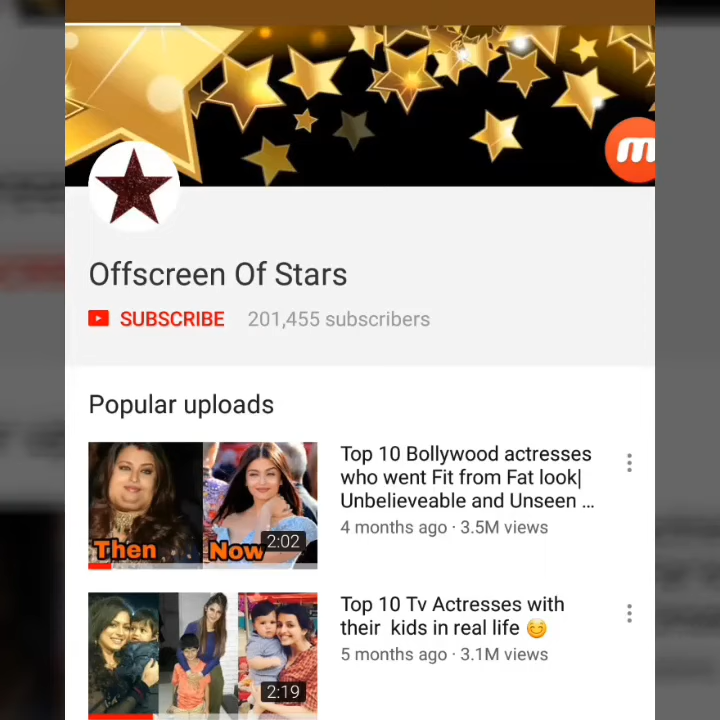 m
Offscreen Of Stars
SUBSCRIBE 201,455 subscribers
Popular uploads
Top 10 Bollywood actresses
who went Fit from Fat look|
Unbelieveable and Unseen ...
4 months ago · 3.5M views
Then Now 2:02
Top 10 Tv Actresses with
their kids in real life 😊
5 months ago · 3.1M views
2:19